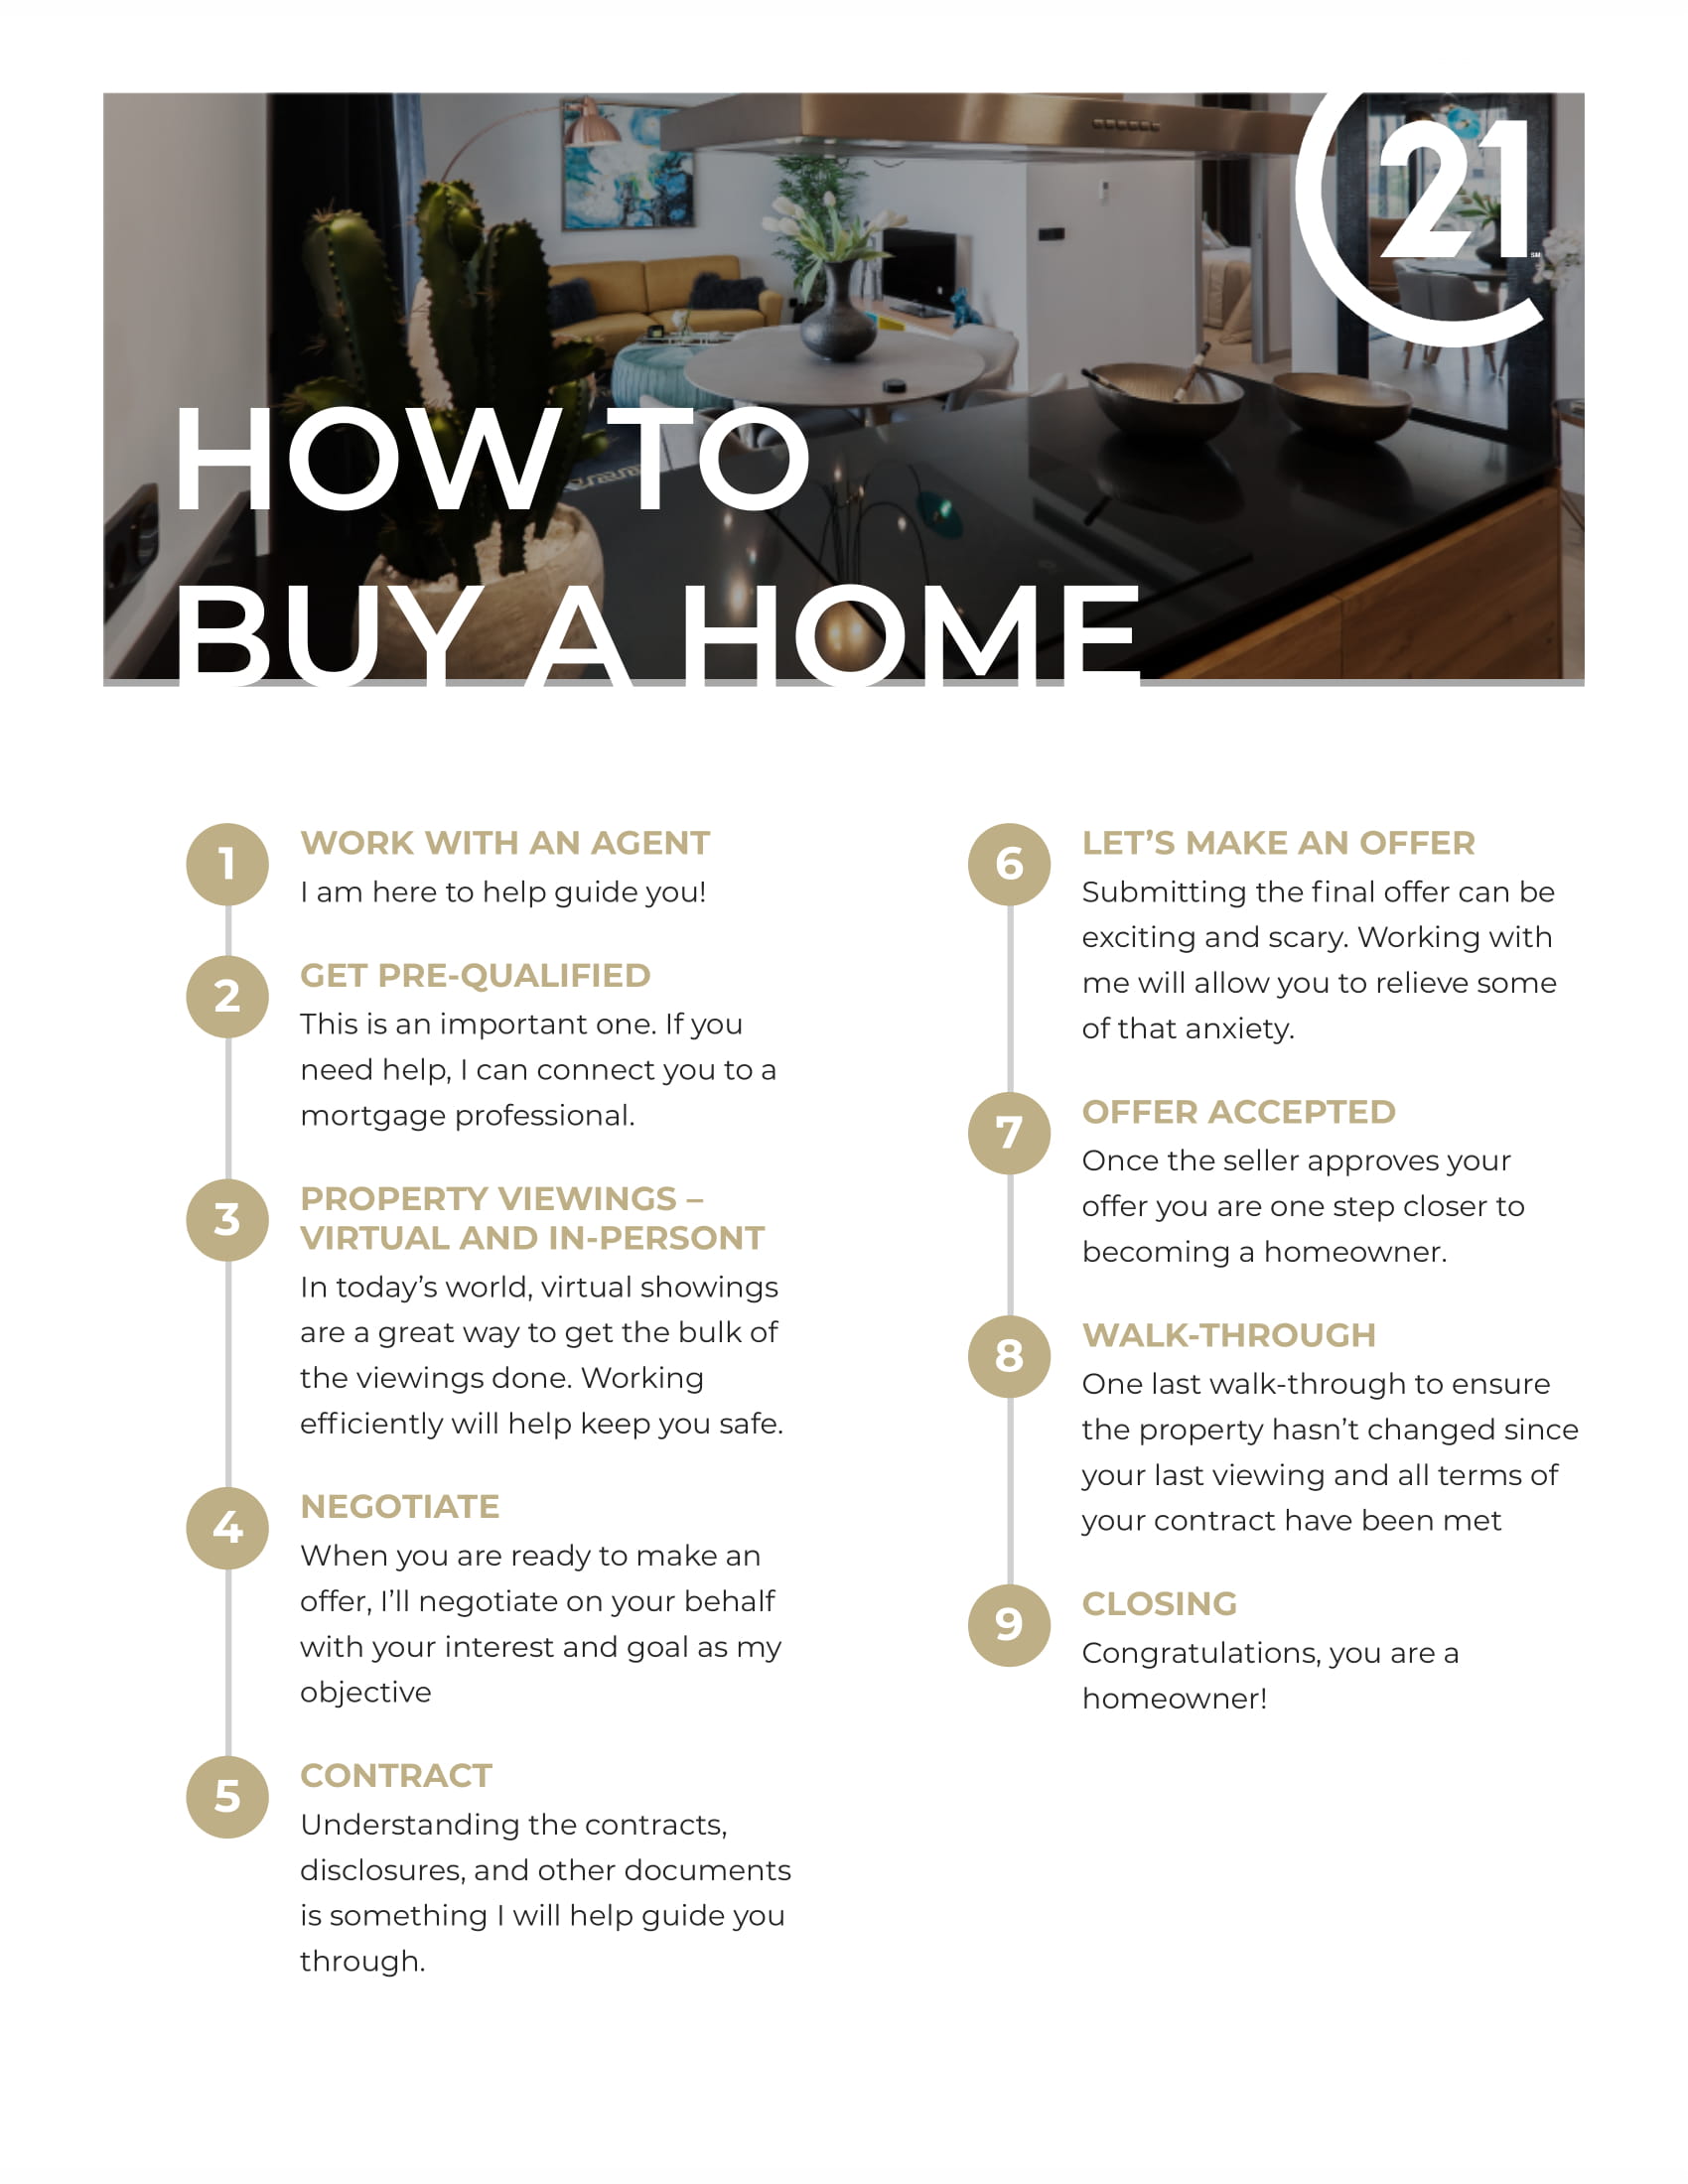 21
SM
HOW TO
BUY A HOME
1
WORK WITH AN AGENT
I am here to help guide you!
2
GET PRE-QUALIFIED
This is an important one. If you
need help, I can connect you to a
mortgage professional.
3
PROPERTY VIEWINGS –
VIRTUAL AND IN-PERSONT
In today’s world, virtual showings
are a great way to get the bulk of
the viewings done. Working
efficiently will help keep you safe.
4
NEGOTIATE
When you are ready to make an
offer, I’ll negotiate on your behalf
with your interest and goal as my
objective
5
CONTRACT
Understanding the contracts,
disclosures, and other documents
is something I will help guide you
through.
6
LET’S MAKE AN OFFER
Submitting the final offer can be
exciting and scary. Working with
me will allow you to relieve some
of that anxiety.
7
OFFER ACCEPTED
Once the seller approves your
offer you are one step closer to
becoming a homeowner.
8
WALK-THROUGH
One last walk-through to ensure
the property hasn’t changed since
your last viewing and all terms of
your contract have been met
9
CLOSING
Congratulations, you are a
homeowner!